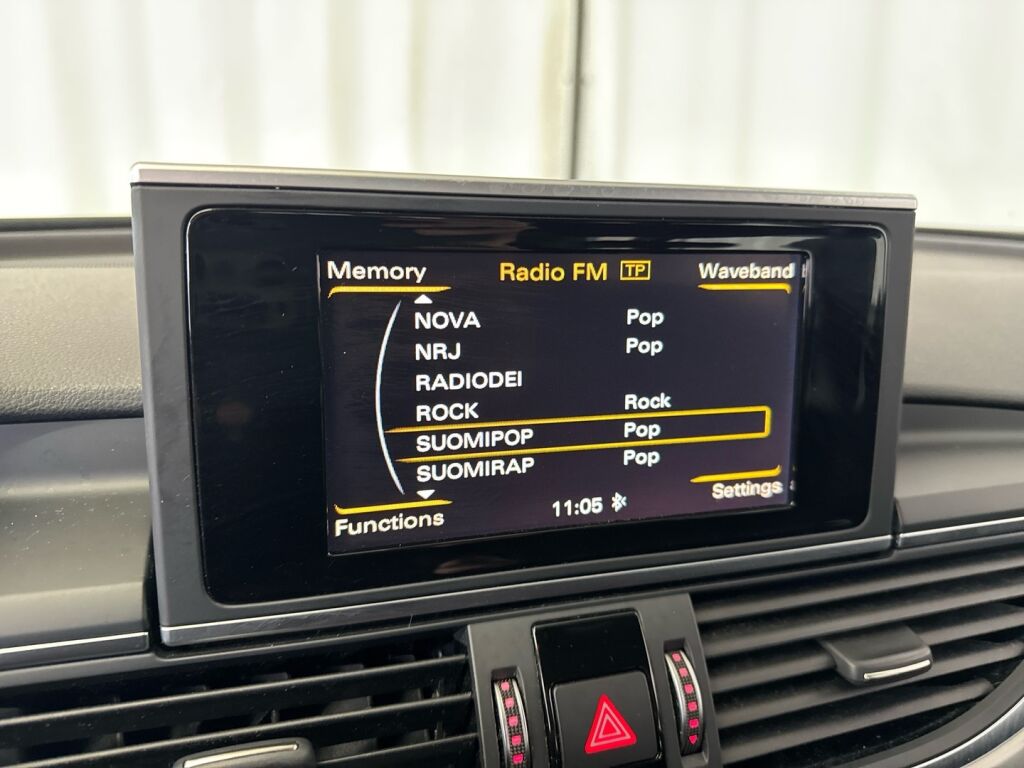 Memory Radio FM TP Waveband
NOVA Pop
NRJ Pop
RADIODEI
ROCK Rock
SUOMIPOP Pop
SUOMIRAP Pop
Functions 11:05 Settings